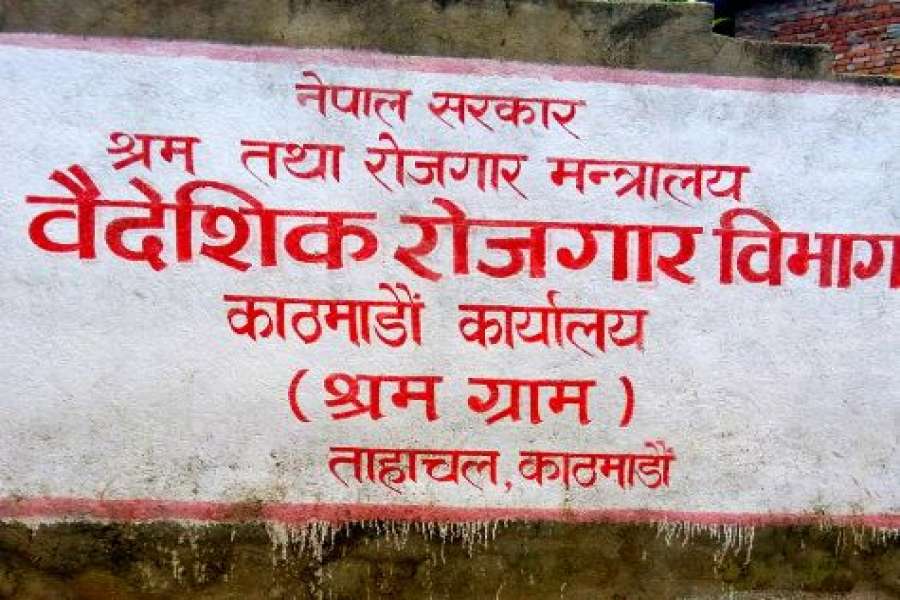 नेपाल सरकार
श्रम तथा रोजगार मन्त्रालय
वैदेशिक रोजगार विभाग
काठमाडौं कार्यालय
(श्रम ग्राम)
ताहाचल, काठमाडौं